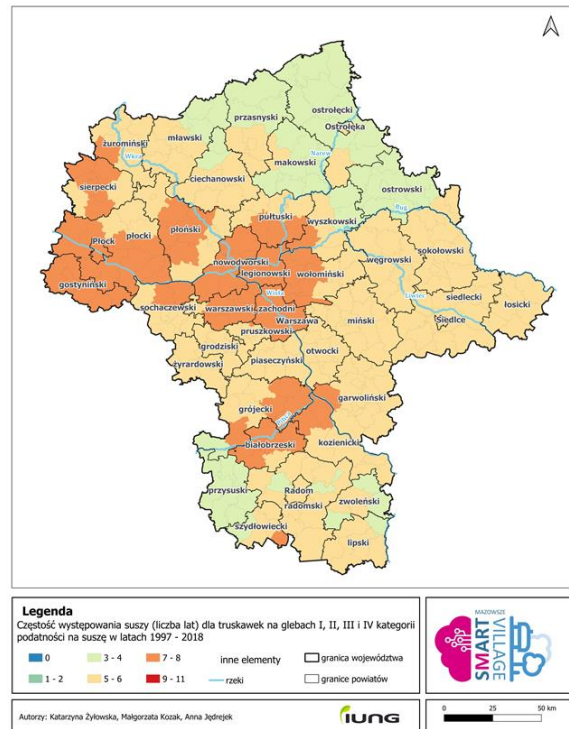 ostrołęcki
Ostrołęka
przasnyski
mławski
żuromiński
Wkra
Narew
makowski
ciechanowski
sierpecki
ostrowski
pułtuski
wyszkowski
Bug
płoński
płocki
Płock
sokołowski
węgrowski
nowodworski
legionowski
wołomiński
gostyniński
Liwiec
siedlecki
łosicki
Siedlce
sochaczewski
warszawski zachodni
Wisła
Warszawa
pruszkowski
miński
grodziski
otwocki
żyrardowski
piaseczyński
garwoliński
grójecki
Pilica
białobrzeski
kozienicki
przysuski
Radom
radomski
zwoleński
szydłowiecki
lipski
Legenda
Częstość występowania suszy (liczba lat) dla truskawek na glebach I, II, III i IV kategorii
podatności na suszę w latach 1997 - 2018
0 3 - 4 7 - 8 inne elementy granica województwa
1 - 2 5 - 6 9 - 11 rzeki granice powiatów
MAZOWSZE
SMART
VILLAGE
Autorzy: Katarzyna Żyłowska, Małgorzata Kozak, Anna Jędrejek
IUNG
0 25 50 km